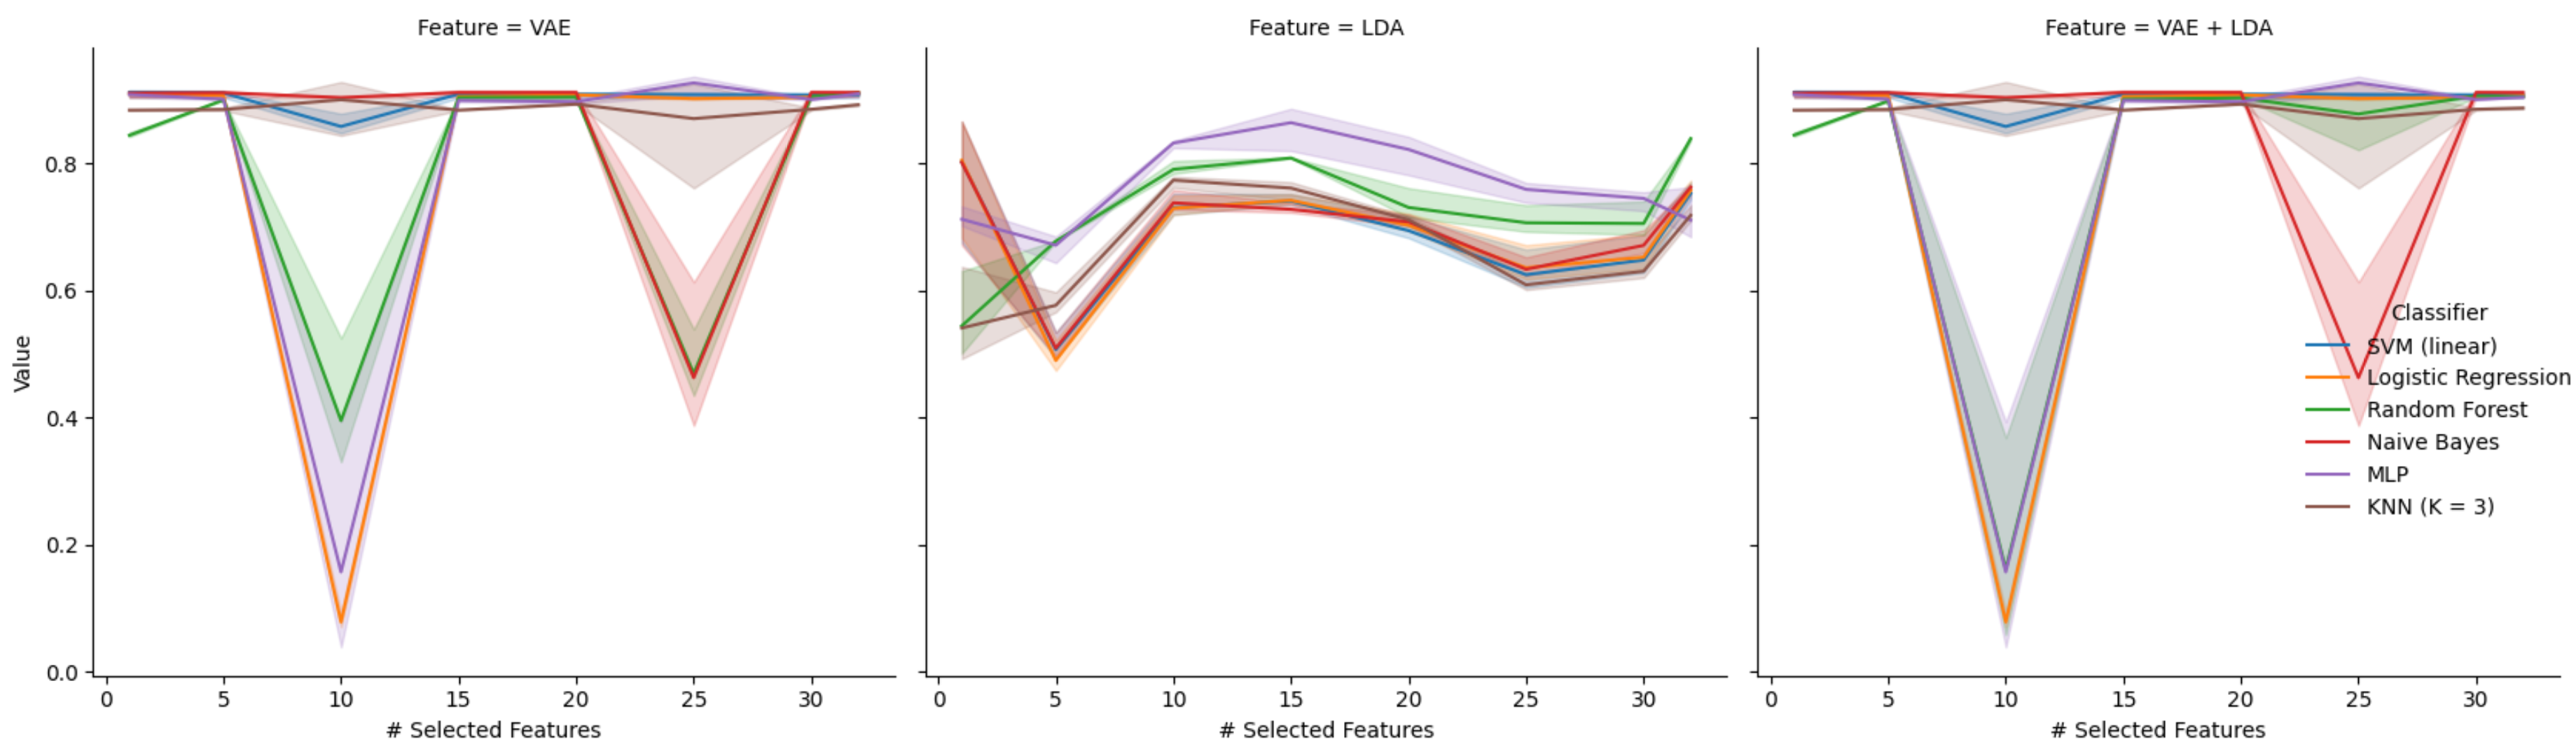 Feature = VAE
Feature = LDA
Feature = VAE + LDA
Value
0.8
0.6
0.4
0.2
0.0
0 5 10 15 20 25 30
0 5 10 15 20 25 30
0 5 10 15 20 25 30
# Selected Features
# Selected Features
# Selected Features
Classifier
SVM (linear)
Logistic Regression
Random Forest
Naive Bayes
MLP
KNN (K = 3)